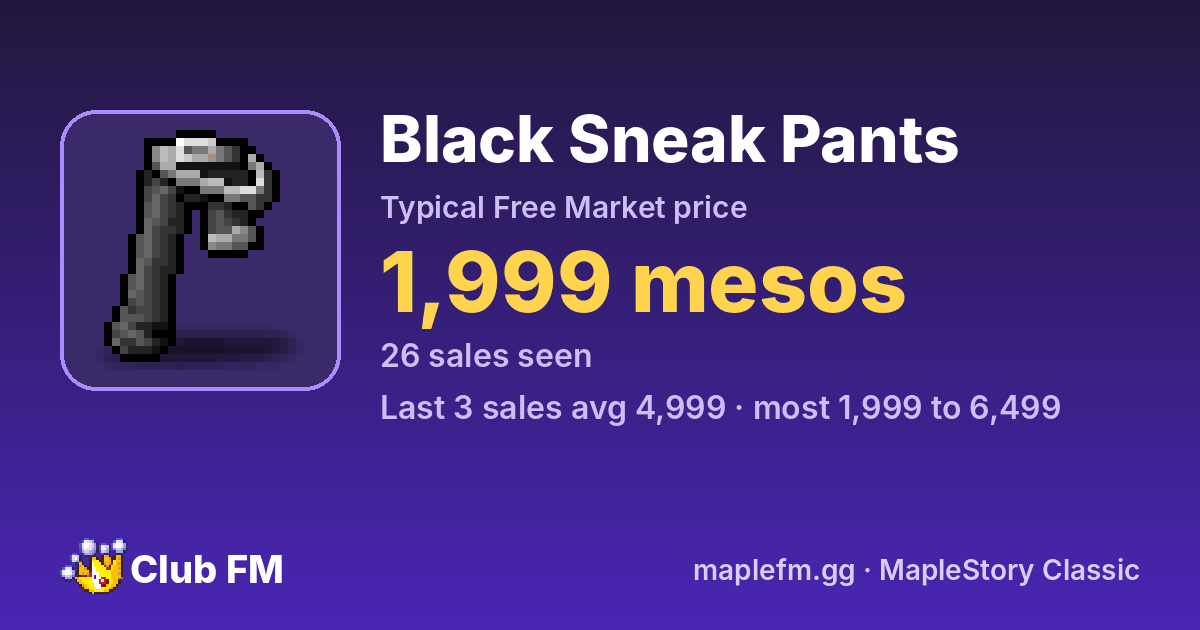 Black Sneak Pants
Typical Free Market price
1,999 mesos
26 sales seen
Last 3 sales avg 4,999 · most 1,999 to 6,499
Club FM
maplefm.gg · MapleStory Classic